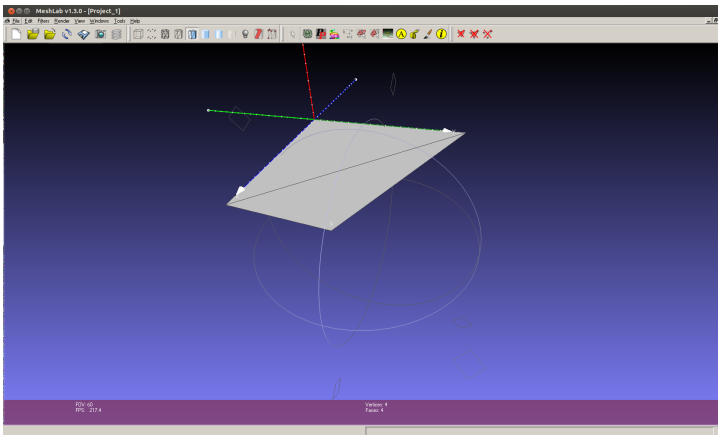 MeshLab v1.3.0 - [Project_1]
File Edit Filters Render View Windows Tools Help
A i
FOV: 60
FPS: 217.4
Vertices: 4
Faces: 4